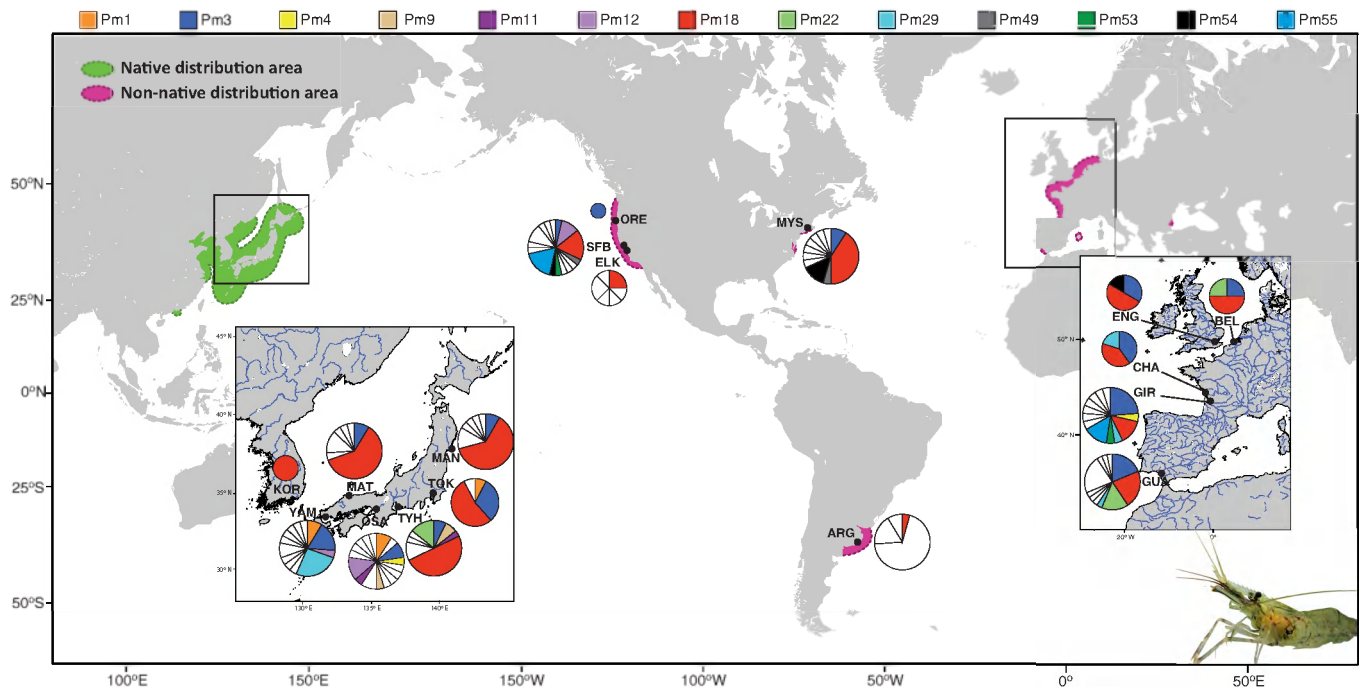 Pm1 Pm3 Pm4 Pm9 Pm11 Pm12 Pm18 Pm22 Pm29 Pm49 Pm53 Pm54 Pm55
Native distribution area
Non-native distribution area
50°N
25°N
0°N
25°S
50°S
ORE
SFB
ELK
MYS
ARG
45°N
40°N
35°N
30°N
KOR
MAT
MAN
TOK
YAM
OSA
TYH
130°E 135°E 140°E
ENG
BEL
50°N
CHA
GIR
40°N
GUA
20°W 0°
100°E 150°E 150°W 100°W 50°W 0° 50°E